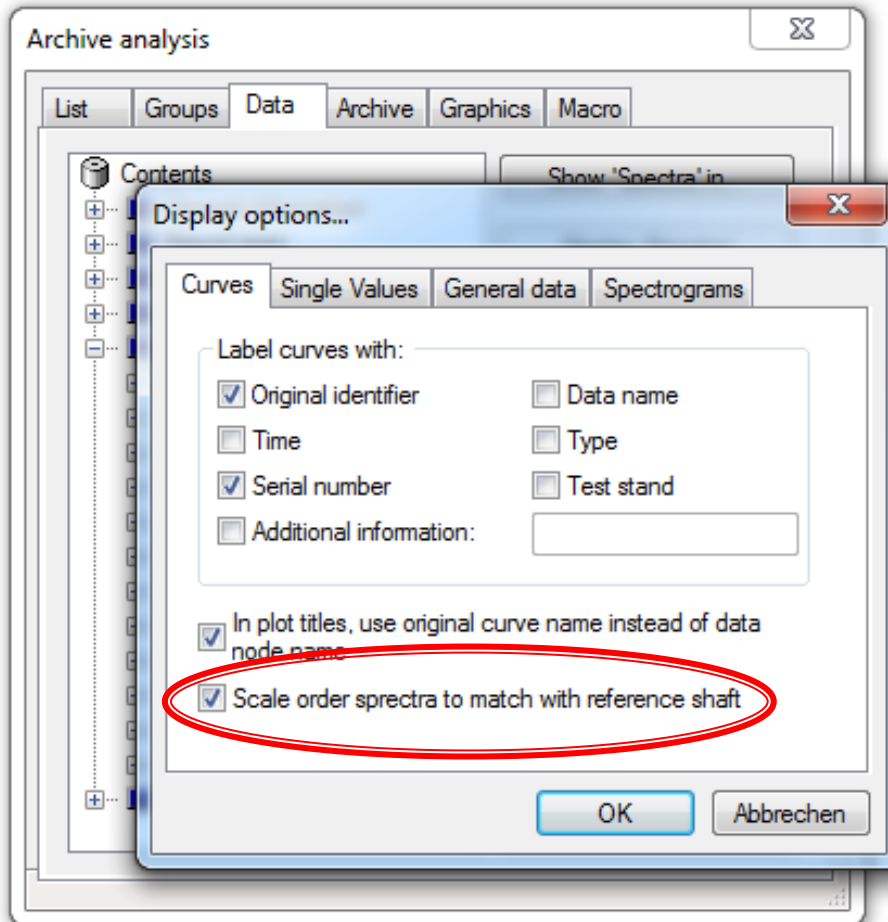 Archive analysis
List Groups Data Archive Graphics Macro
Contents
Show 'Spectra' in
Display options...
Curves Single Values General data Spectrograms
Label curves with:
Original identifier Data name
Time Type
Serial number Test stand
Additional information:
In plot titles, use original curve name instead of data
node name
Scale order sprectra to match with reference shaft
OK Abbrechen